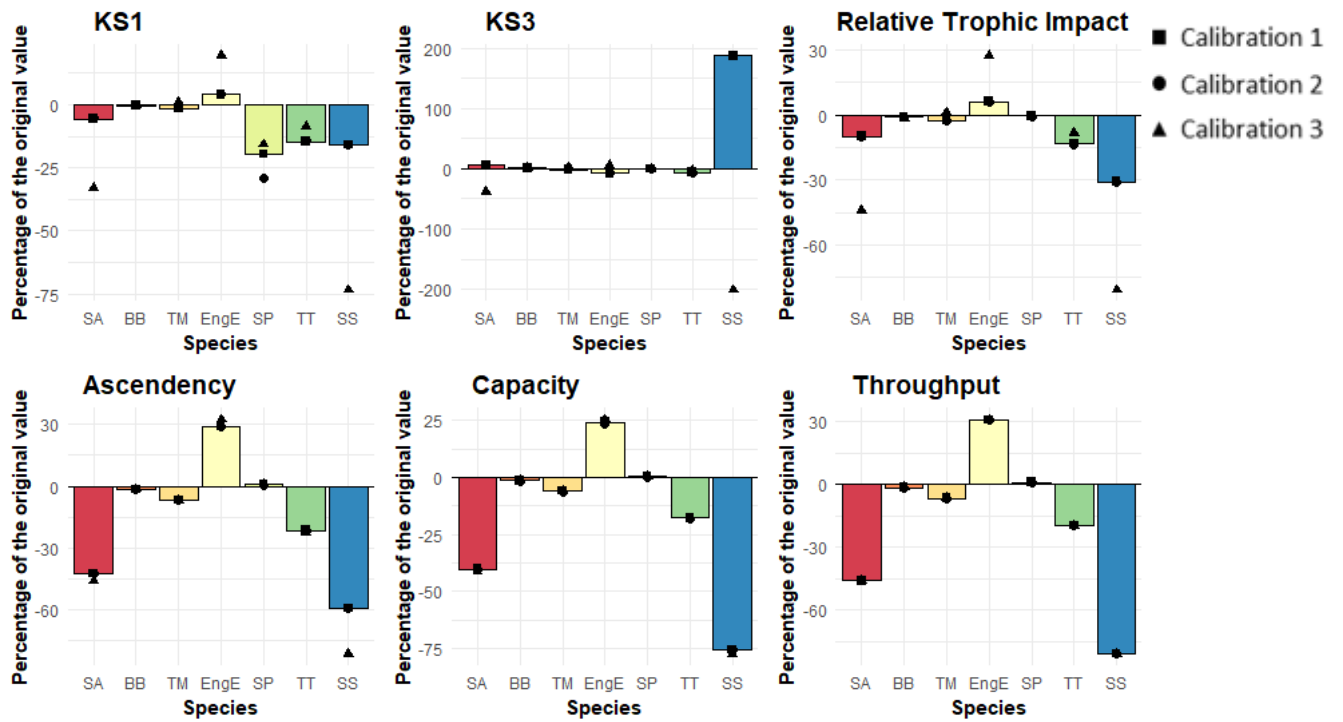 KS1
KS3
Relative Trophic Impact
Calibration 1
Calibration 2
Calibration 3
Percentage of the original value
0
-25
-50
-75
SA BB TM EngE SP TT SS
Species
Percentage of the original value
200
100
0
-100
-200
SA BB TM EngE SP TT SS
Species
Percentage of the original value
30
0
-30
-60
SA BB TM EngE SP TT SS
Species
Ascendency
Capacity
Throughput
Percentage of the original value
30
0
-30
-60
SA BB TM EngE SP TT SS
Species
Percentage of the original value
25
0
-25
-50
-75
SA BB TM EngE SP TT SS
Species
Percentage of the original value
30
0
-30
-60
SA BB TM EngE SP TT SS
Species